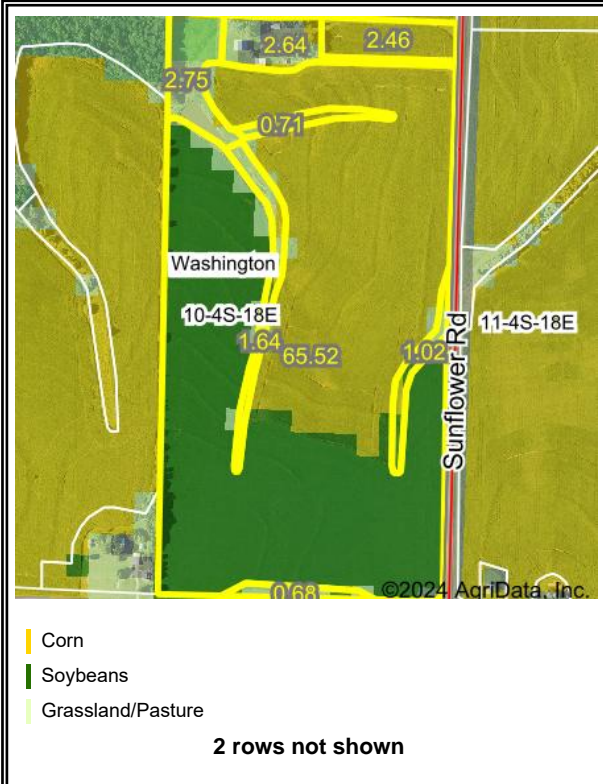 2.64
2.46
2.75
0.71
Washington
10-4S-18E
11-4S-18E
1.64
65.52
1.02
Sunflower Rd
0.68
©2024 AgriData, Inc.
Corn
Soybeans
Grassland/Pasture
2 rows not shown